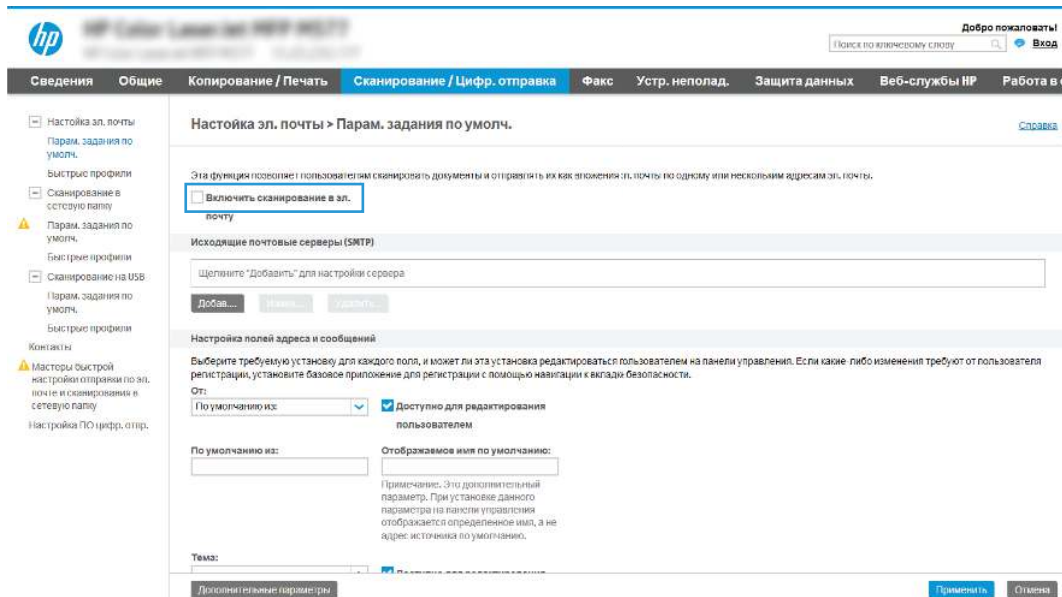 hp
Добро пожаловать!
Поиск по ключевому слову
Вход
Сведения Общие Копирование / Печать Сканирование / Цифр. отправка Факс Устр. неполад. Защита данных Веб-службы HP Работа в
Настойка эл. почты
Парам. задания по
умолч.
Быстрые профили
Сканирование в
сетевую папку
Парам. задания по
умолч.
Быстрые профили
Сканирование на USB
Парам. задания по
умолч.
Быстрые профили
Контакты
Мастеры быстрой
настройки отправки по эл.
почте и сканирования в
сетевую папку
Настройка ПО цифр. отпр.
Настойка эл. почты > Парам. задания по умолч.
Справка
Эта функция позволяет пользователям сканировать документы и отправлять их как вложения эл. почты по одному или нескольким адресам эл. почты.
Включить сканирование в эл.
почту
Исходящие почтовые серверы (SMTP)
Щелкните "Добавить" для настройки сервера
Добав....
Удалить...
Настройка полей адреса и сообщений
Выберите требуемую установку для каждого поля, и может ли эта установка редактироваться пользователем на панели управления. Если какие-либо изменения требуют от пользователя
регистрации, установите базовое приложение для регистрации с помощью навигации к вкладке безопасности.
От:
По умолчанию из:
Доступно для редактирования
пользователем
По умолчанию из:
Отображаемое имя по умолчанию:
Примечание. Это дополнительный
параметр. При установке данного
параметра на панели управления
отображается определенное имя, а не
адрес источника по умолчанию.
Тема:
Доступно для редактирования
Дополнительные параметры
Применить
Отмена